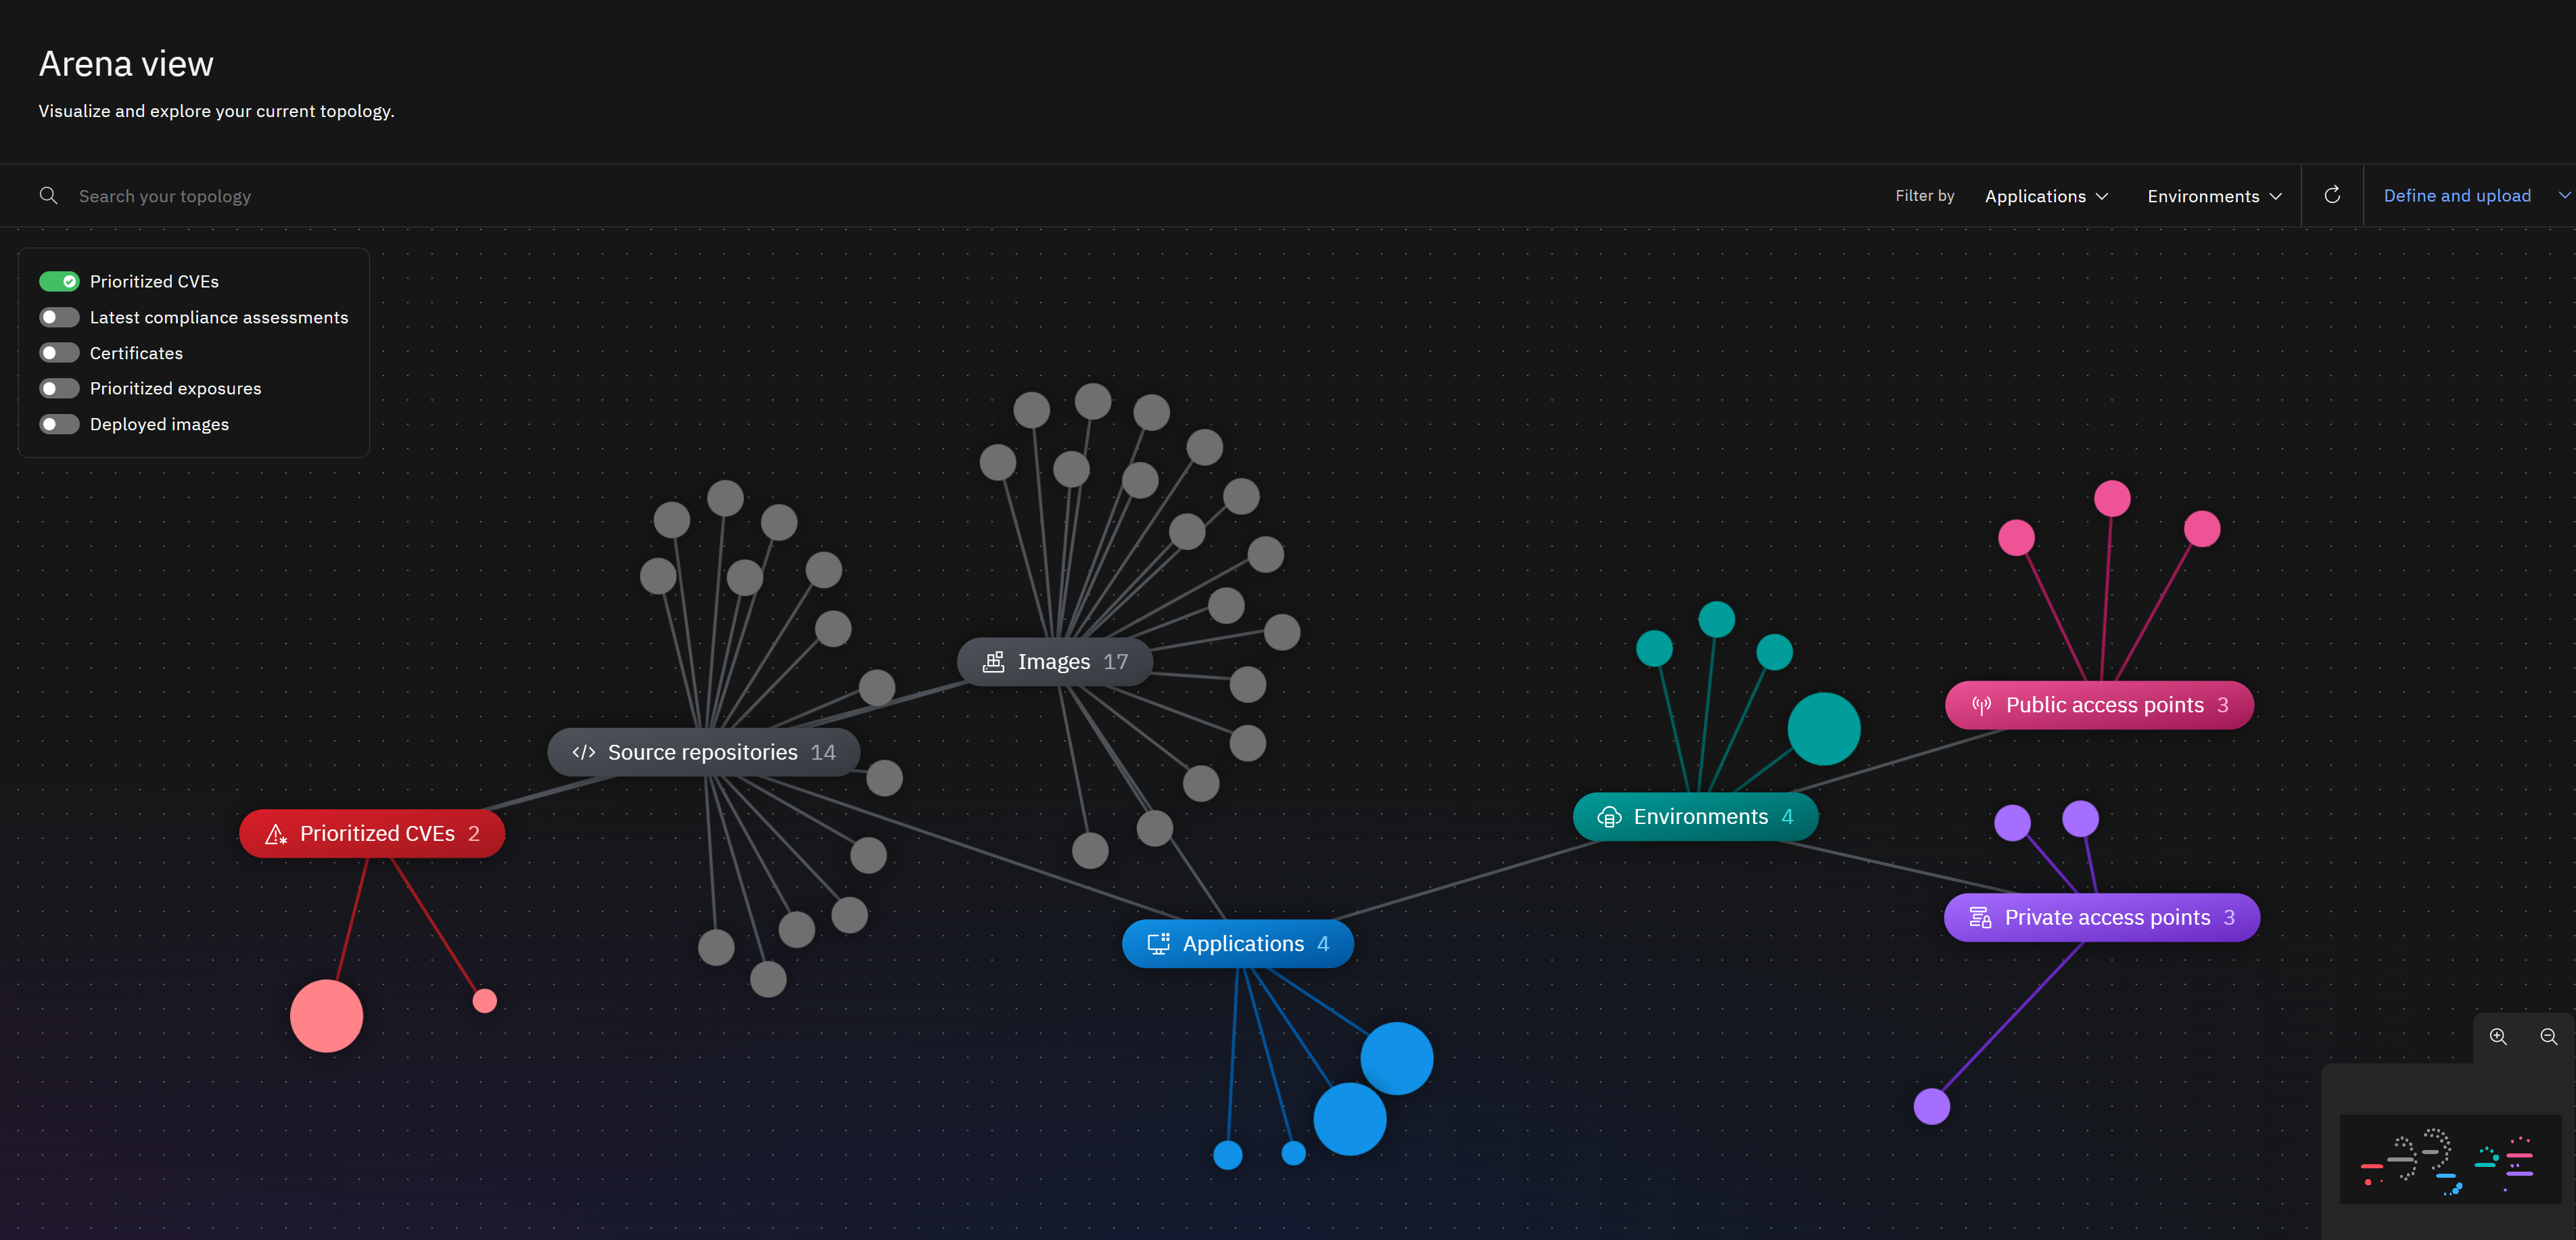 Arena view
Visualize and explore your current topology.
Search your topology
Filter by
Applications
Environments
Define and upload
Prioritized CVEs
Latest compliance assessments
Certificates
Prioritized exposures
Deployed images
Images 17
Public access points 3
</> Source repositories 14
Environments 4
Prioritized CVEs 2
Private access points 3
Applications 4